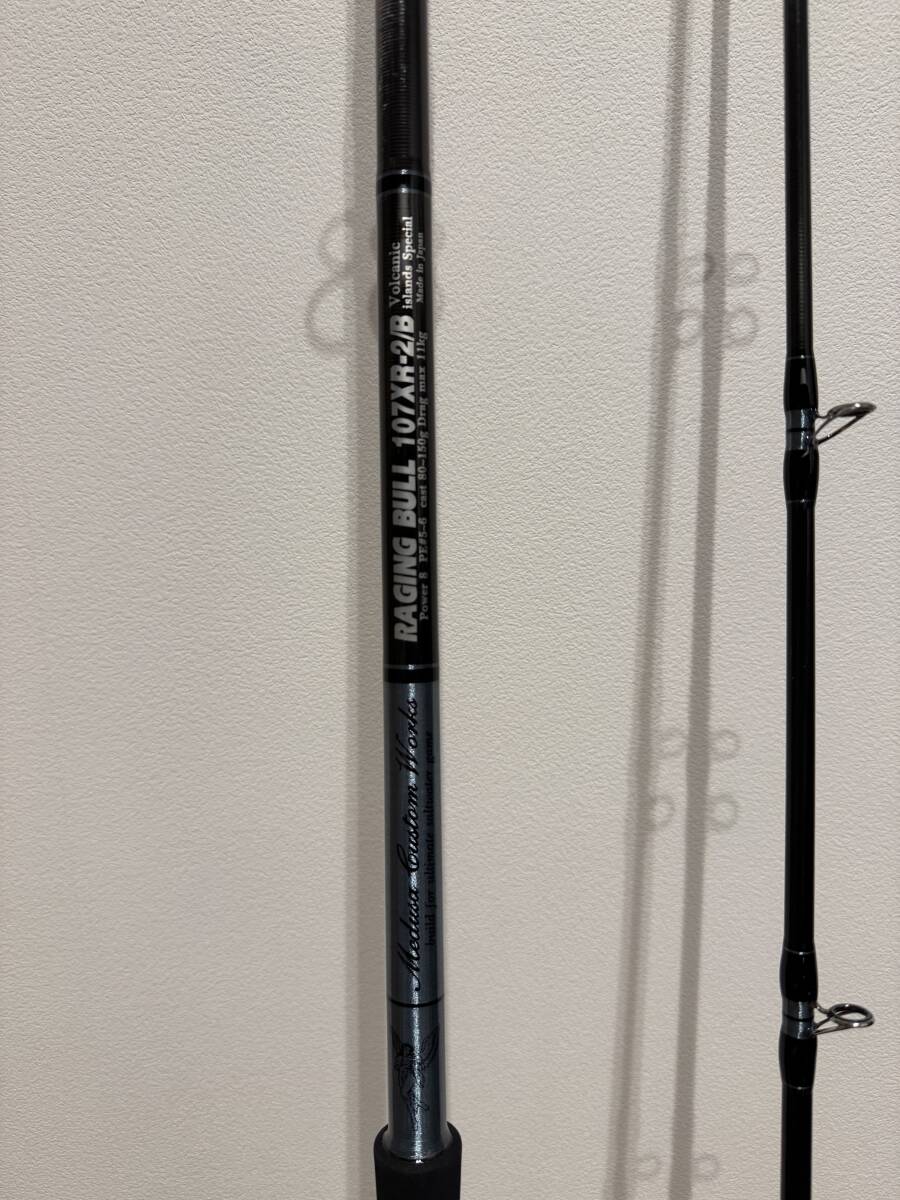 RAGING BULL 107XR-2/B
Volcanic
islands Special
Power 8 PE#5-6 cast 80-150g Drag max 11kg
Made in Japan
Medusa Custom Works
build for ultimate saltwater game